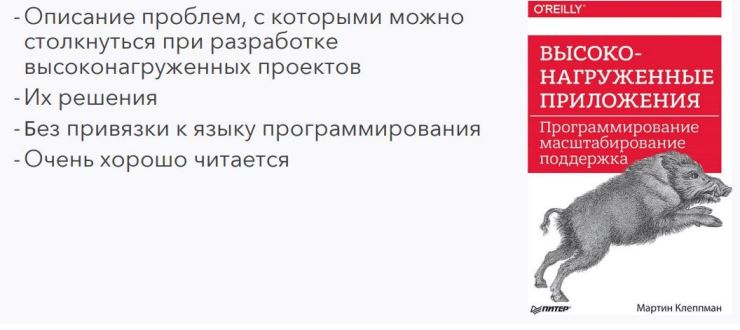 - Описание проблем, с которыми можно
столкнуться при разработке
высоконагруженных проектов
- Их решения
- Без привязки к языку программирования
- Очень хорошо читается
O'REILLY®
ВЫСОКО-
НАГРУЖЕННЫЕ
ПРИЛОЖЕНИЯ
Программирование
масштабирование
поддержка
ПИТЕР®
Мартин Клеппман